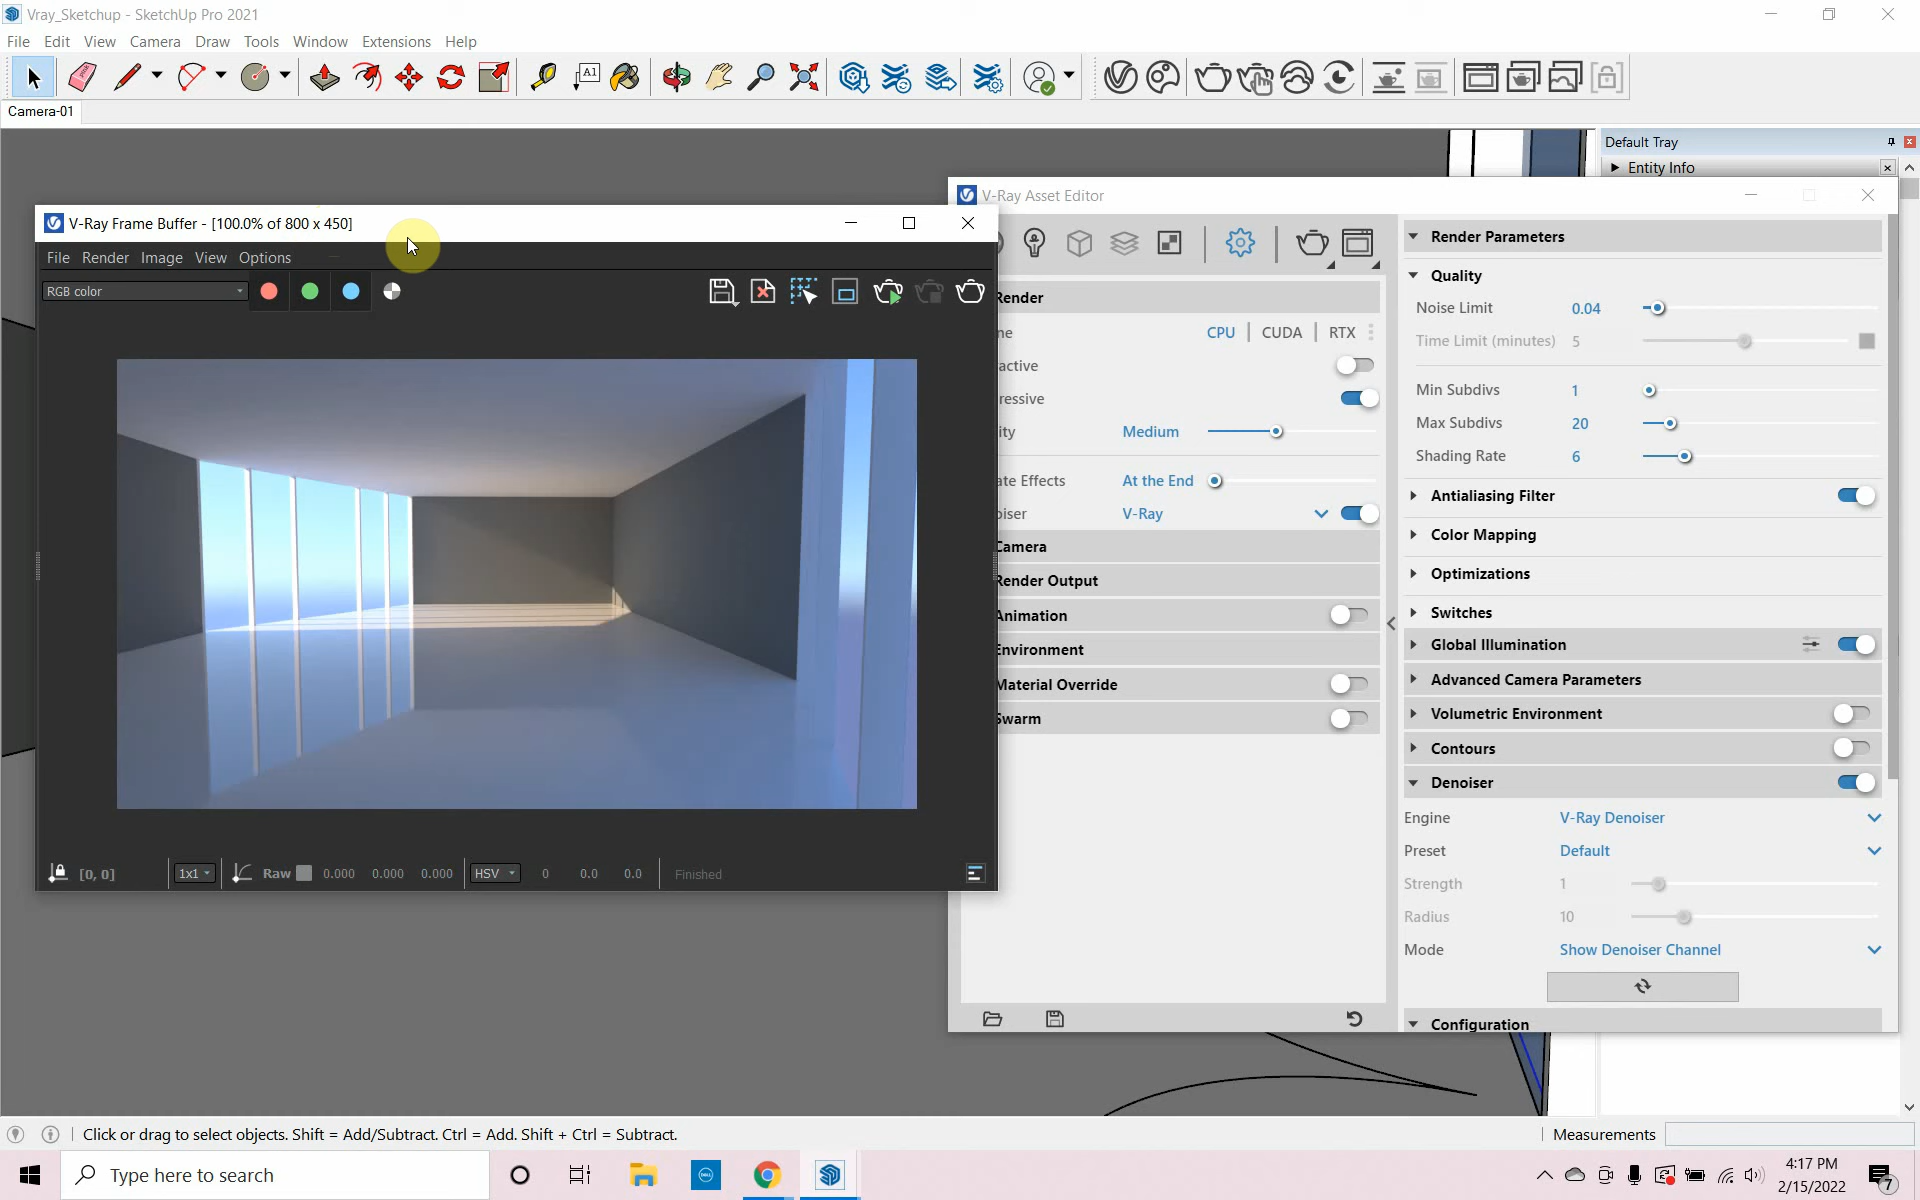 Vray_Sketchup - SketchUp Pro 2021
File Edit View Camera Draw Tools Window Extensions Help
A1
Camera-01
Default Tray
Entity Info
V-Ray Asset Editor
V-Ray Frame Buffer - [100.0% of 800 x 450]
File Render Image View Options
RGB color
Render Parameters
Quality
Noise Limit 0.04
Time Limit (minutes) 5
Min Subdivs 1
Max Subdivs 20
Shading Rate 6
Antialiasing Filter
Color Mapping
Optimizations
Switches
Global Illumination
Advanced Camera Parameters
Volumetric Environment
Contours
Denoiser
Engine V-Ray Denoiser
Preset Default
Strength 1
Radius 10
Mode Show Denoiser Channel
Configuration
Render
ne CPU CUDA RTX
active
ressive
ity Medium
ate Effects At the End
oiser V-Ray
Camera
Render Output
Animation
Environment
Material Override
Swarm
[0, 0] 1x1 Raw 0.000 0.000 0.000 HSV 0 0.0 0.0 Finished
Click or drag to select objects. Shift = Add/Subtract. Ctrl = Add. Shift + Ctrl = Subtract.
Measurements
Type here to search
DELL
4:17 PM
2/15/2022
7